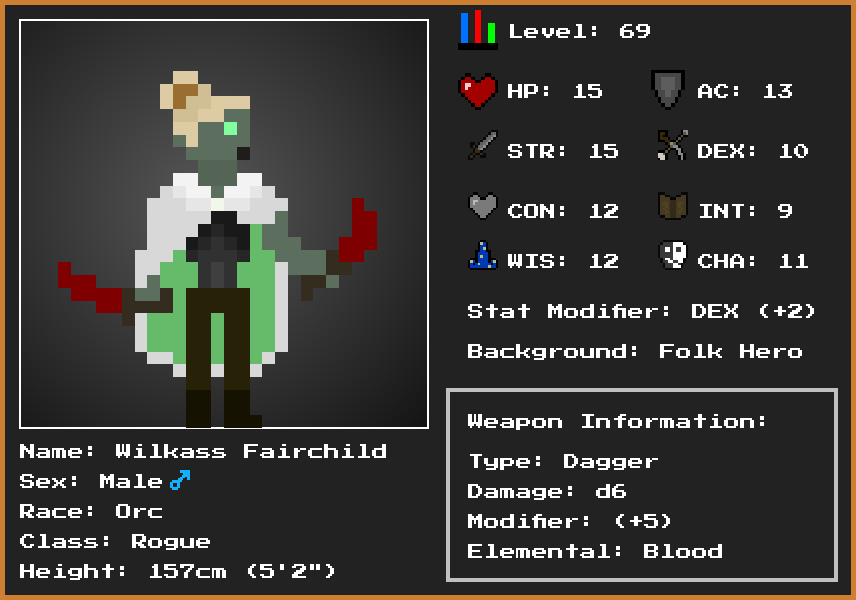 Level: 69
HP: 15 AC: 13
STR: 15 DEX: 10
CON: 12 INT: 9
WIS: 12 CHA: 11
Stat Modifier: DEX (+2)
Background: Folk Hero
Weapon Information:
Type: Dagger
Damage: d6
Modifier: (+5)
Elemental: Blood
Name: Wilkass Fairchild
Sex: Male♂
Race: Orc
Class: Rogue
Height: 157cm (5'2")